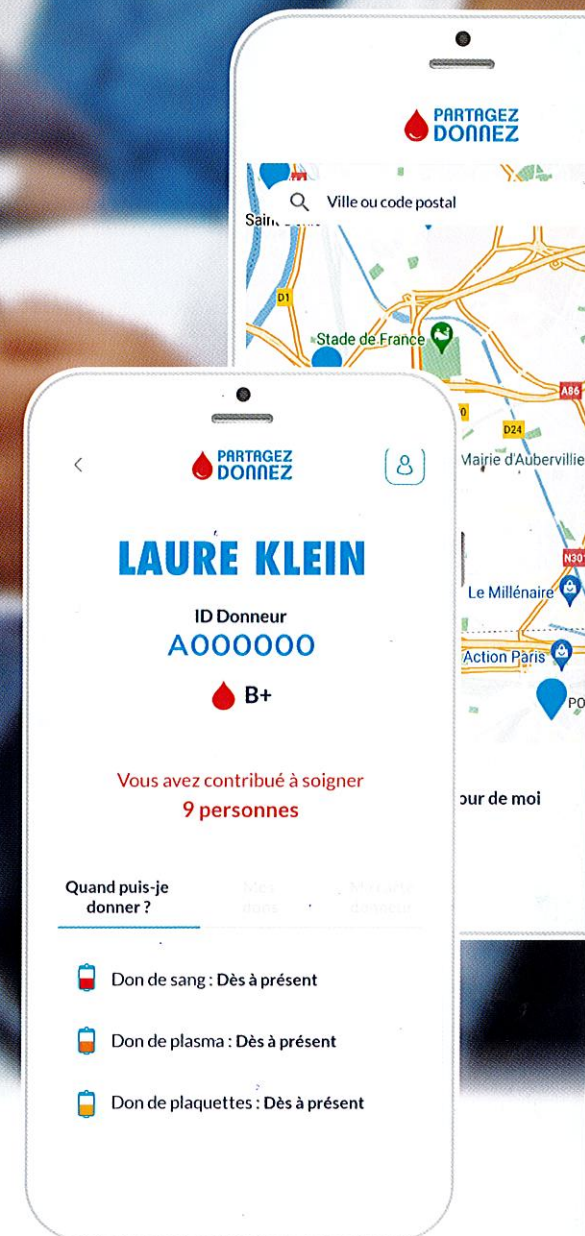 PARTAGEZ
DONNEZ
Ville ou code postal
D1
Stade de France
A86
D24
Mairie d'Aubervillie
N301
Le Millénaire
Action Paris
PO
our de moi
PARTAGEZ
DONNEZ
LAURE KLEIN
ID Donneur
A000000
B+
Vous avez contribué à soigner
9 personnes
Quand puis-je
donner ?
Don de sang : Dès à présent
Don de plasma : Dès à présent
Don de plaquettes : Dès à présent